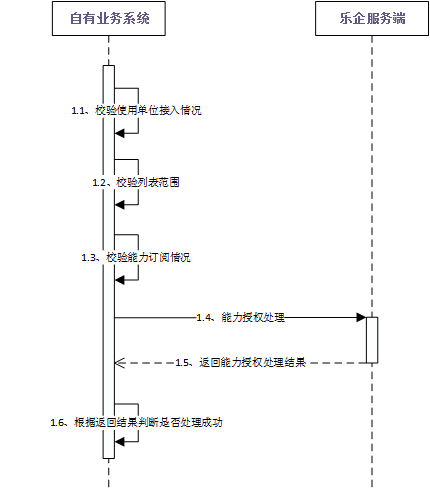 自有业务系统
乐企服务端
1.1、校验使用单位接入情况
1.2、校验列表范围
1.3、校验能力订阅情况
1.4、能力授权处理
1.5、返回能力授权处理结果
1.6、根据返回结果判断是否处理成功